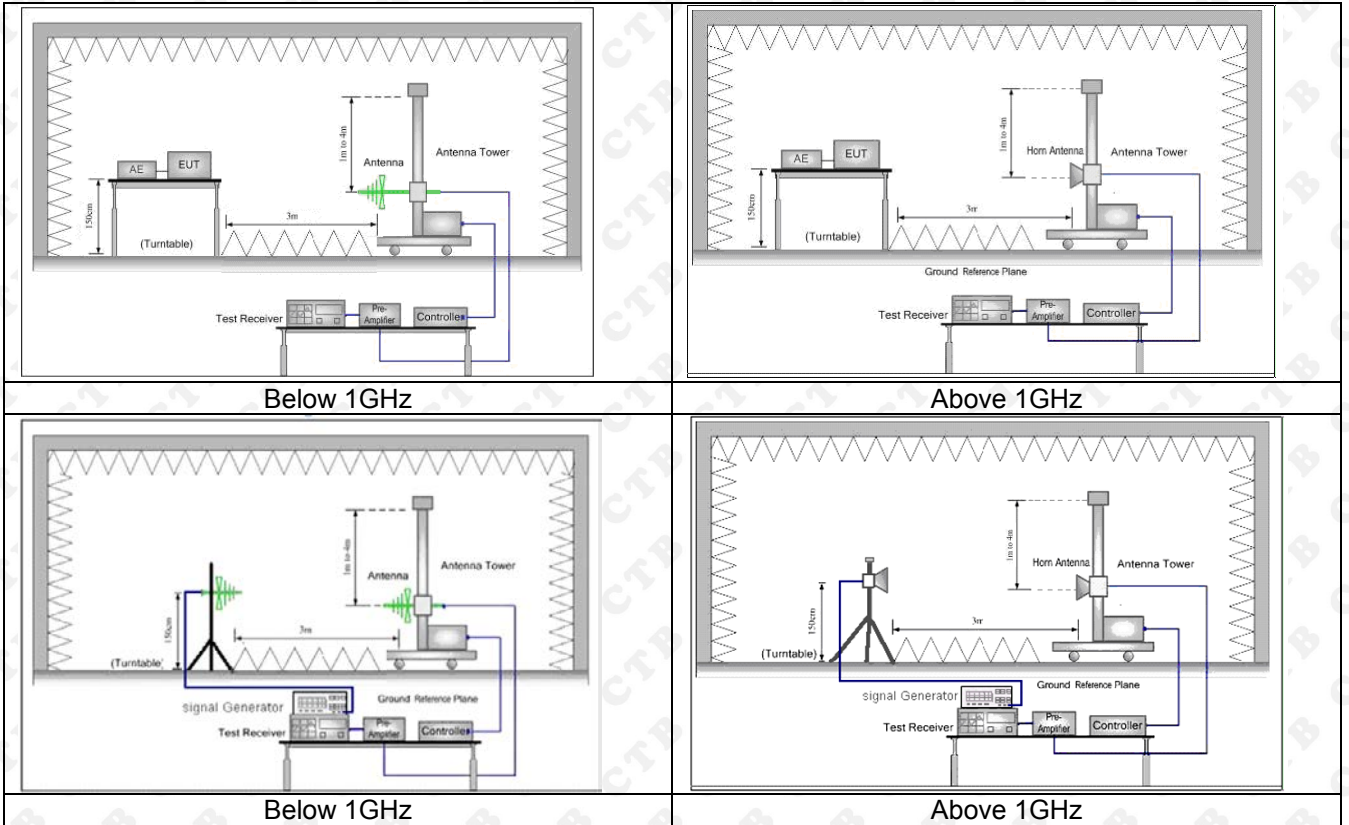 1m to 4m
Antenna
Antenna Tower
AE
EUT
150cm
3m
(Turntable)
Test Receiver
Pre-
Amplifier
Controller
Below 1GHz
1m to 4m
Horn Antenna
Antenna Tower
AE
EUT
150cm
3m
(Turntable)
Ground Reference Plane
Test Receiver
Pre-
Amplifier
Controller
Above 1GHz
1m to 4m
Antenna
Antenna Tower
150cm
3m
(Turntable)
signal Generator
Ground Reference Plane
Test Receiver
Pre-
Amplifier
Controller
Below 1GHz
1m to 4m
Horn Antenna
Antenna Tower
150cm
3m
(Turntable)
signal Generator
Ground Reference Plane
Test Receiver
Pre-
Amplifier
Controller
Above 1GHz
CTB